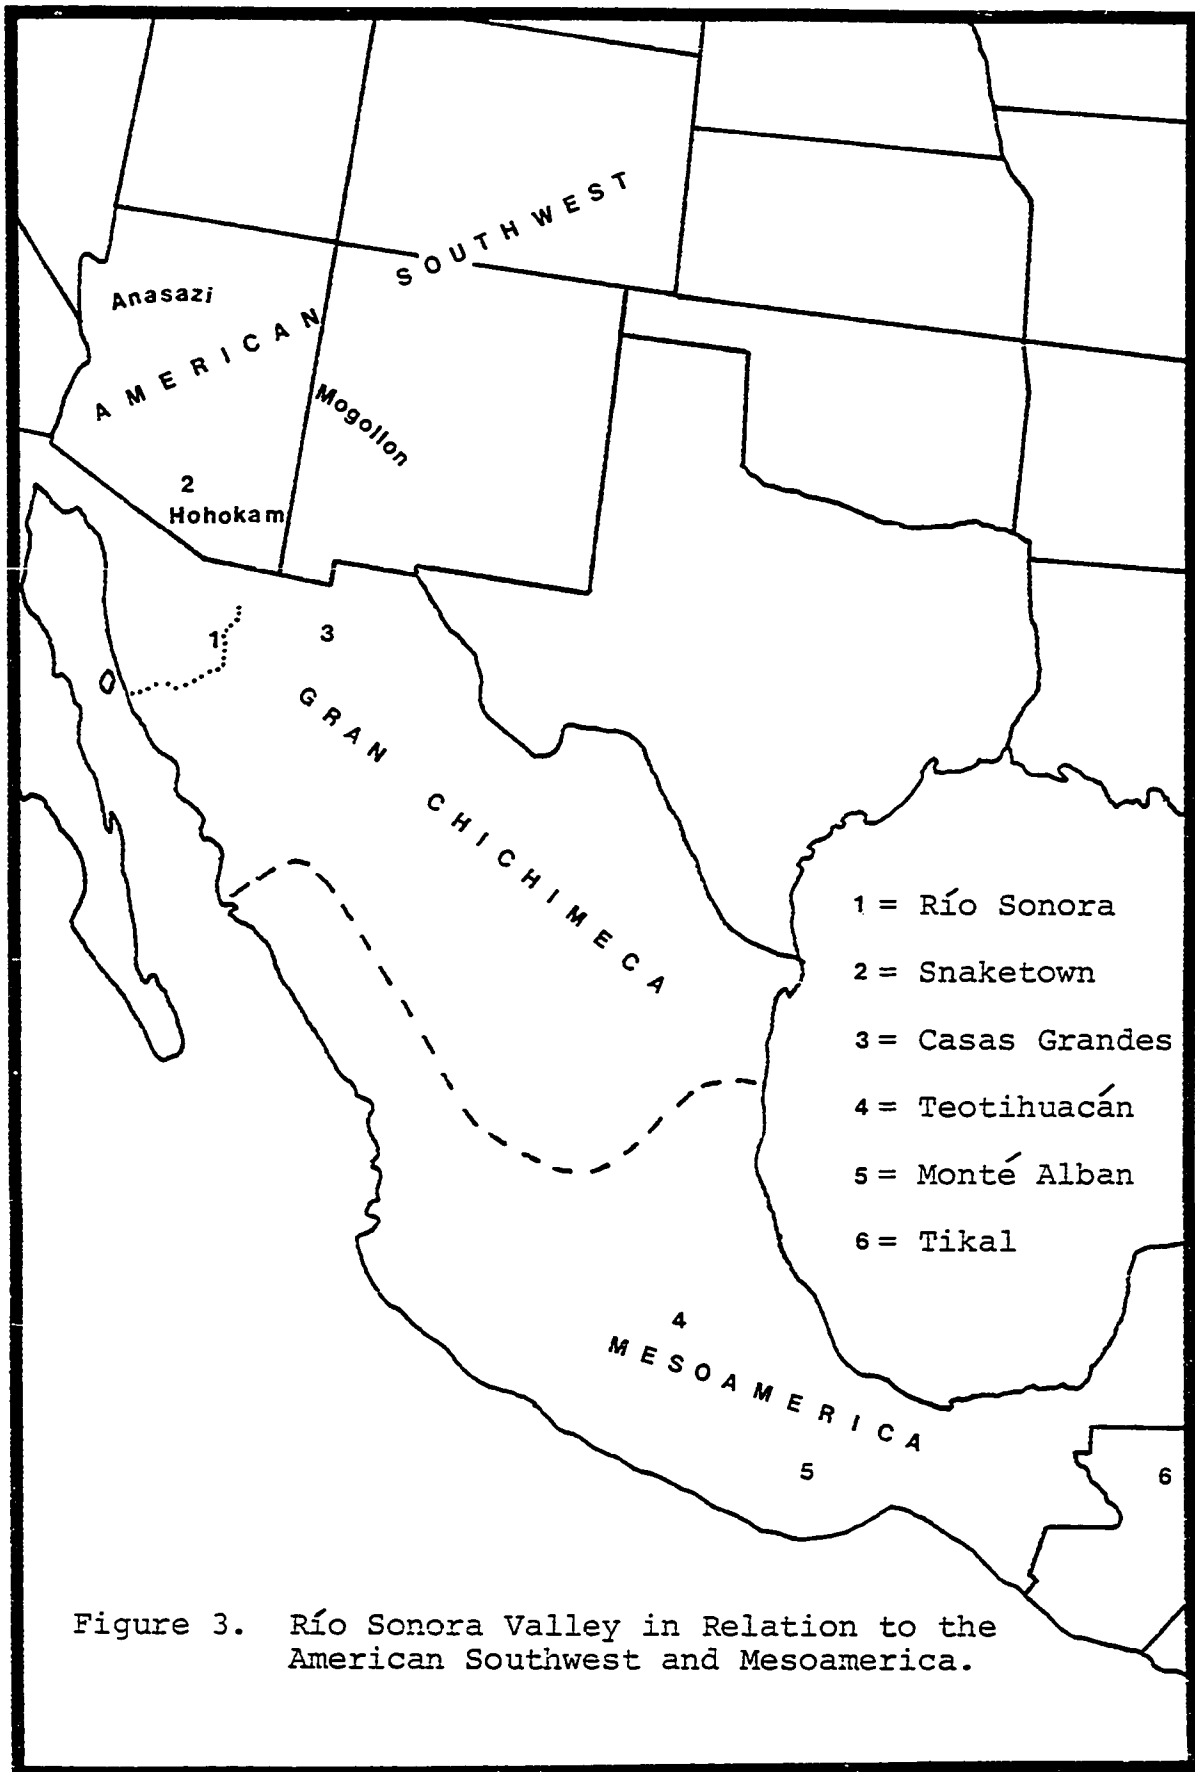 AMERICAN SOUTHWEST
Anasazi
Mogollon
2
Hohokam
1
3
GRAN CHICHIMECA
1 = Río Sonora
2 = Snaketown
3 = Casas Grandes
4 = Teotihuacán
5 = Monté Alban
6 = Tikal
4
MESOAMERICA
5
6
Figure 3. Río Sonora Valley in Relation to the
American Southwest and Mesoamerica.